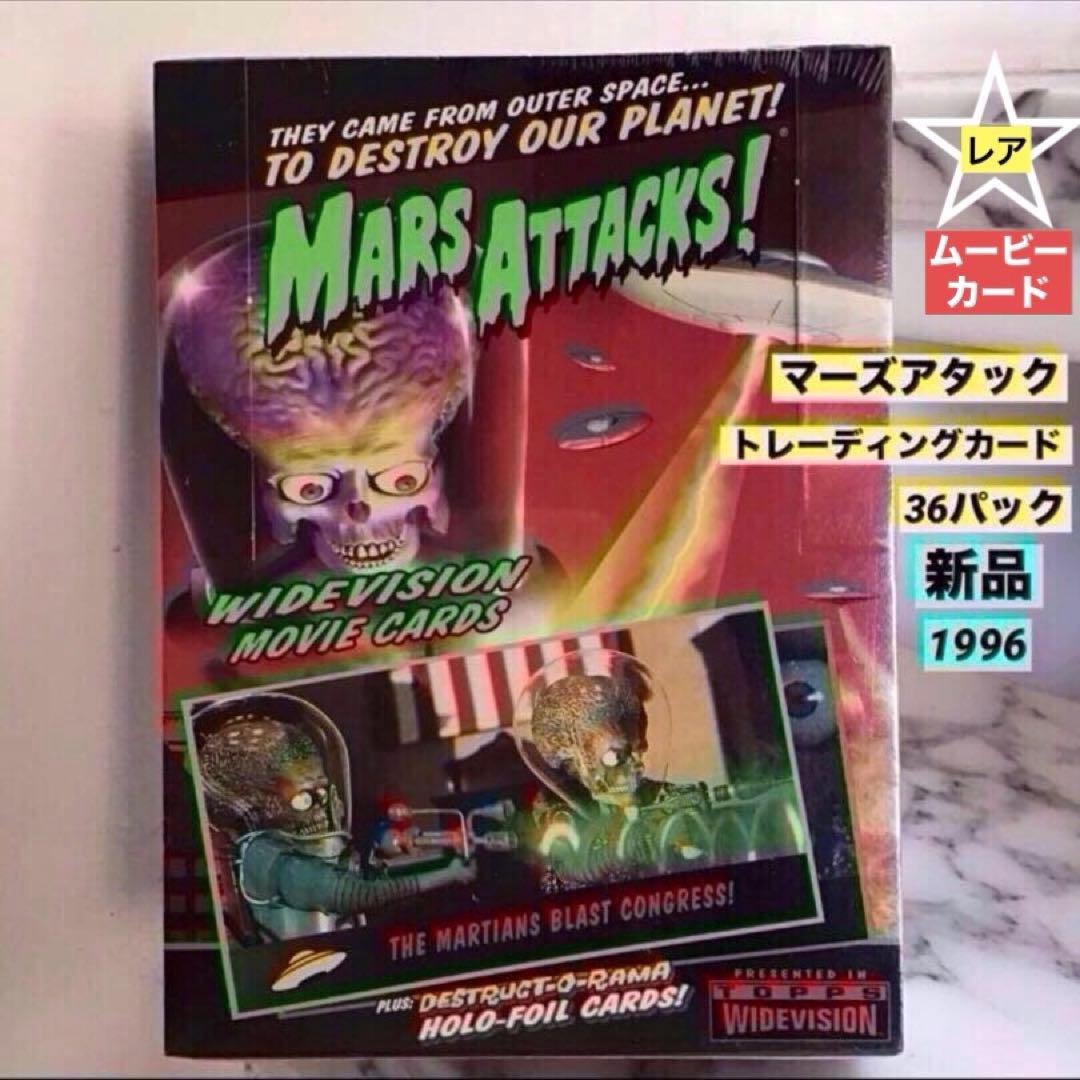 THEY CAME FROM OUTER SPACE...
TO DESTROY OUR PLANET!
MARS ATTACKS!
®
レア
ムービー
カード
マーズアタック
トレーディングカード
36パック
新品
1996
WIDEVISION
MOVIE CARDS
THE MARTIANS BLAST CONGRESS!
PLUS: DESTRUCT-O-RAMA
HOLO-FOIL CARDS!
PRESENTED IN
TOPPS
WIDEVISION